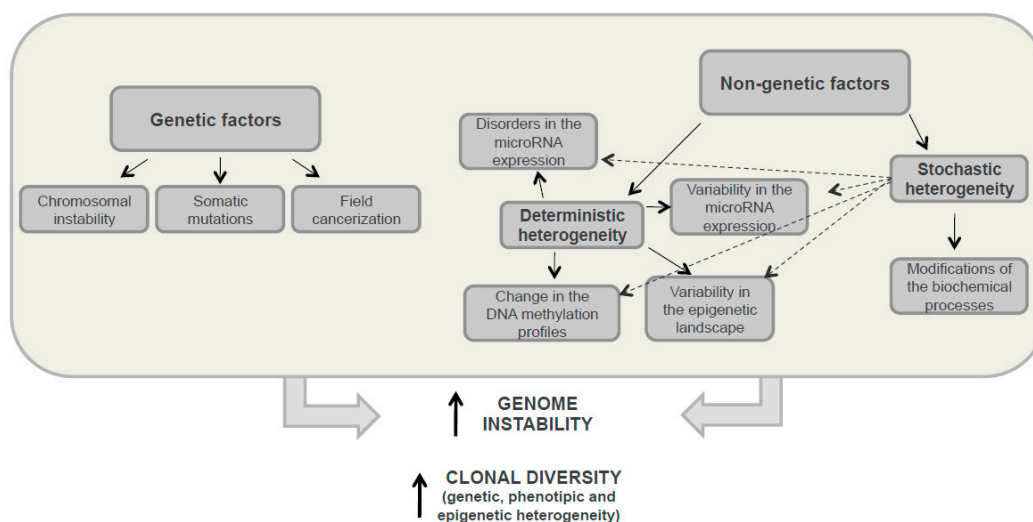 Genetic factors
Chromosomal
instability
Somatic
mutations
Field
cancerization
Non-genetic factors
Disorders in the
microRNA
expression
Stochastic
heterogeneity
Variability in the
microRNA
expression
Deterministic
heterogeneity
Change in the
DNA methylation
profiles
Variability in
the epigenetic
landscape
Modifications of
the biochemical
processes
GENOME
INSTABILITY
CLONAL DIVERSITY
(genetic, phenotipic and
epigenetic heterogeneity)